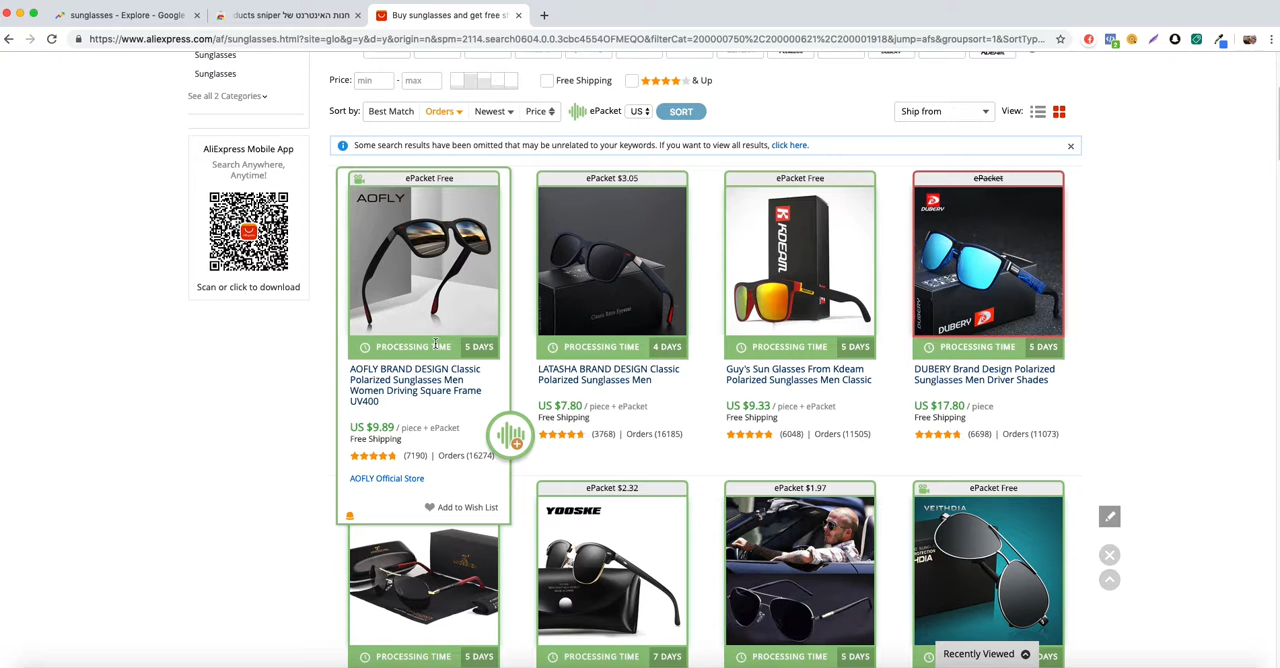 sunglasses - Explore - Google
חנות האינטרנט של ducts sniper
Buy sunglasses and get free s
https://www.aliexpress.com/af/sunglasses.html?site=glo&g=y&d=y&origin=n&spm=2114.search0604.0.0.3cbc4554OFMEQO&filterCat=200000750%2C200000621%2C200001918&jump=afs&groupsort=1&SortTyp...
Sunglasses
Sunglasses
See all 2 Categories
Price: min - max Free Shipping & Up
Sort by: Best Match Orders Newest Price ePacket US SORT Ship from View:
Some search results have been omitted that may be unrelated to your keywords. If you want to view all results, click here.
AliExpress Mobile App
Search Anywhere,
Anytime!
Scan or click to download
ePacket Free
AOFLY
PROCESSING TIME 5 DAYS
AOFLY BRAND DESIGN Classic
Polarized Sunglasses Men
Women Driving Square Frame
UV400
US $9.89 / piece + ePacket
Free Shipping
(7190) | Orders (16274)
AOFLY Official Store
Add to Wish List
ePacket $3.05
PROCESSING TIME 4 DAYS
LATASHA BRAND DESIGN Classic
Polarized Sunglasses Men
US $7.80 / piece + ePacket
Free Shipping
(3768) | Orders (16185)
ePacket Free
KDEAM
PROCESSING TIME 5 DAYS
Guy's Sun Glasses From Kdeam
Polarized Sunglasses Men Classic
US $9.33 / piece + ePacket
Free Shipping
(6048) | Orders (11505)
ePacket
DUBERY
DUBERY
DUBERY
PROCESSING TIME 5 DAYS
DUBERY Brand Design Polarized
Sunglasses Men Driver Shades
US $17.80 / piece
Free Shipping
(6698) | Orders (11073)
PROCESSING TIME 5 DAYS
ePacket $2.32
YOOSKE
PROCESSING TIME 7 DAYS
ePacket $1.97
PROCESSING TIME 5 DAYS
ePacket Free
VEITHDIA
PROCESSING TIME DAYS
Recently Viewed